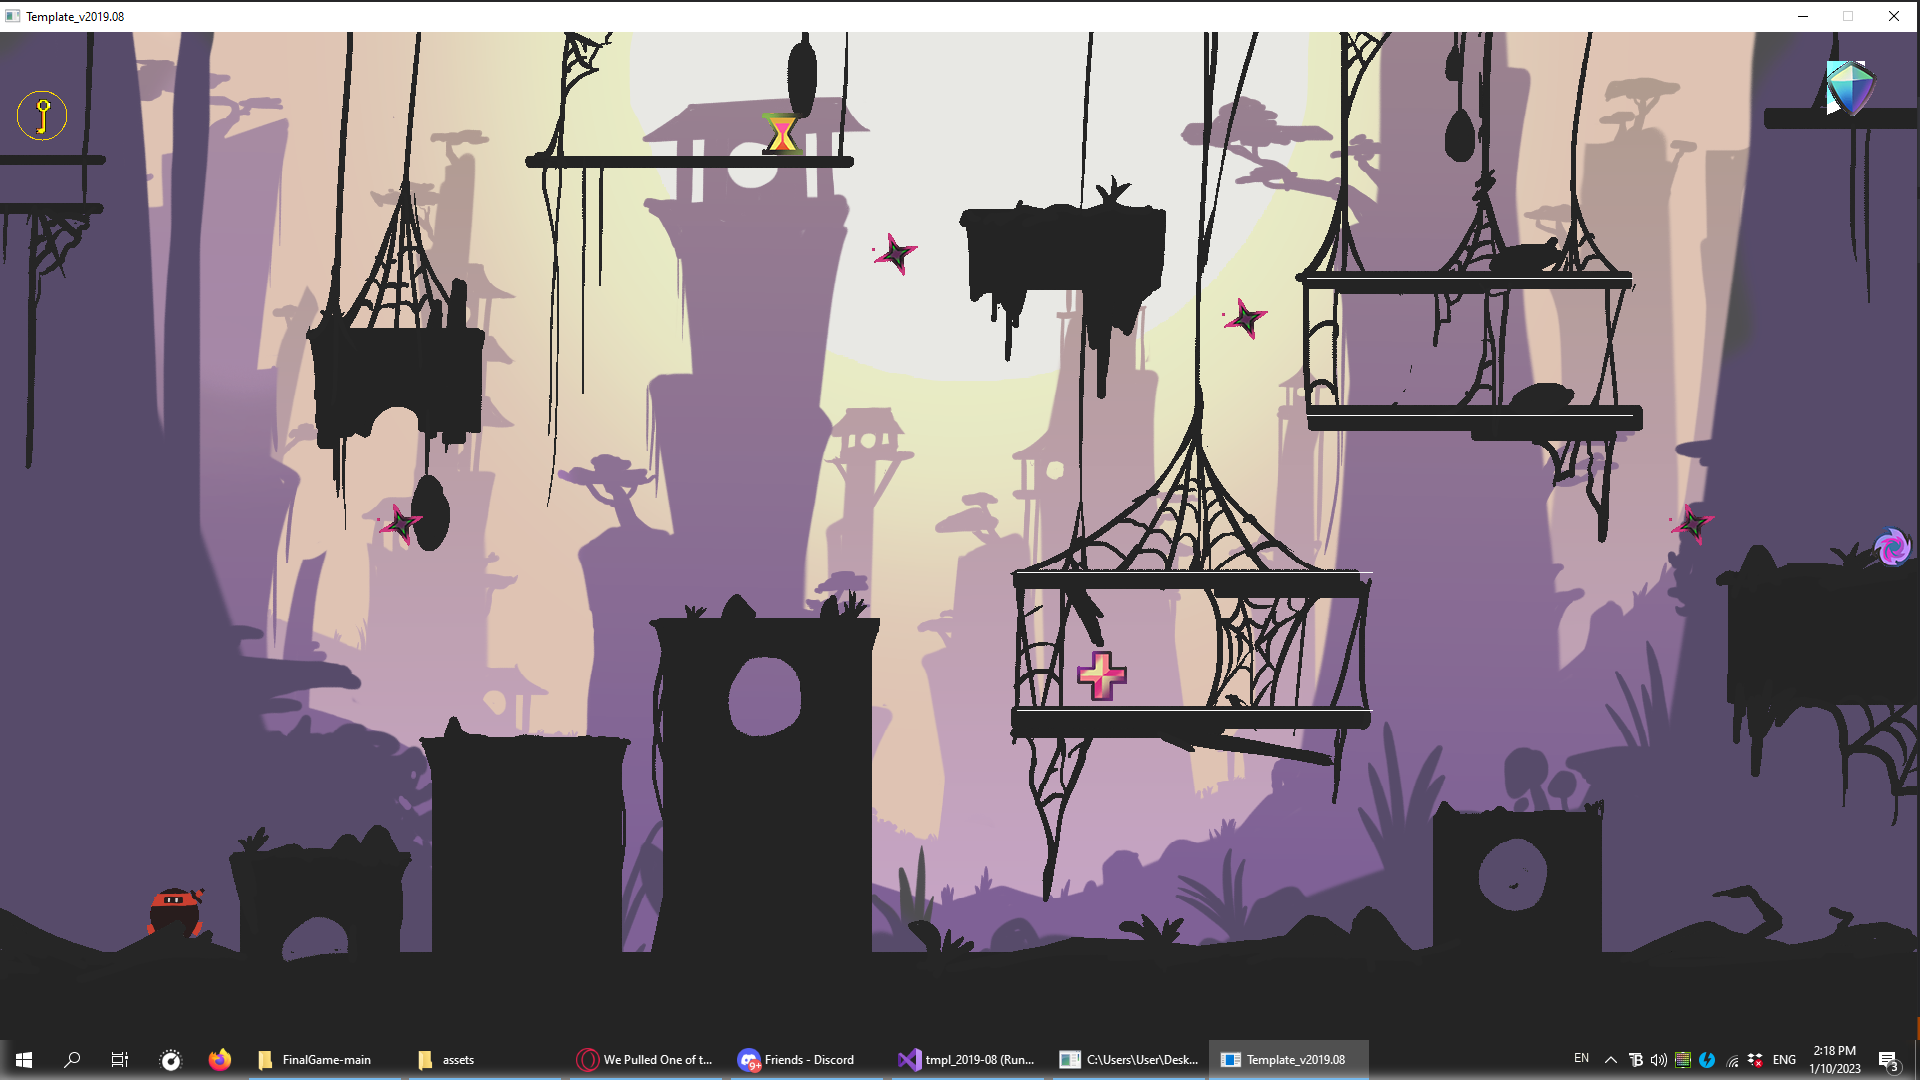 Template_v2019.08
FinalGame-main
assets
We Pulled One of t...
9+
Friends - Discord
tmpl_2019-08 (Run...
C:\Users\User\Desk...
Template_v2019.08
EN
ENG
2:18 PM
1/10/2023
3